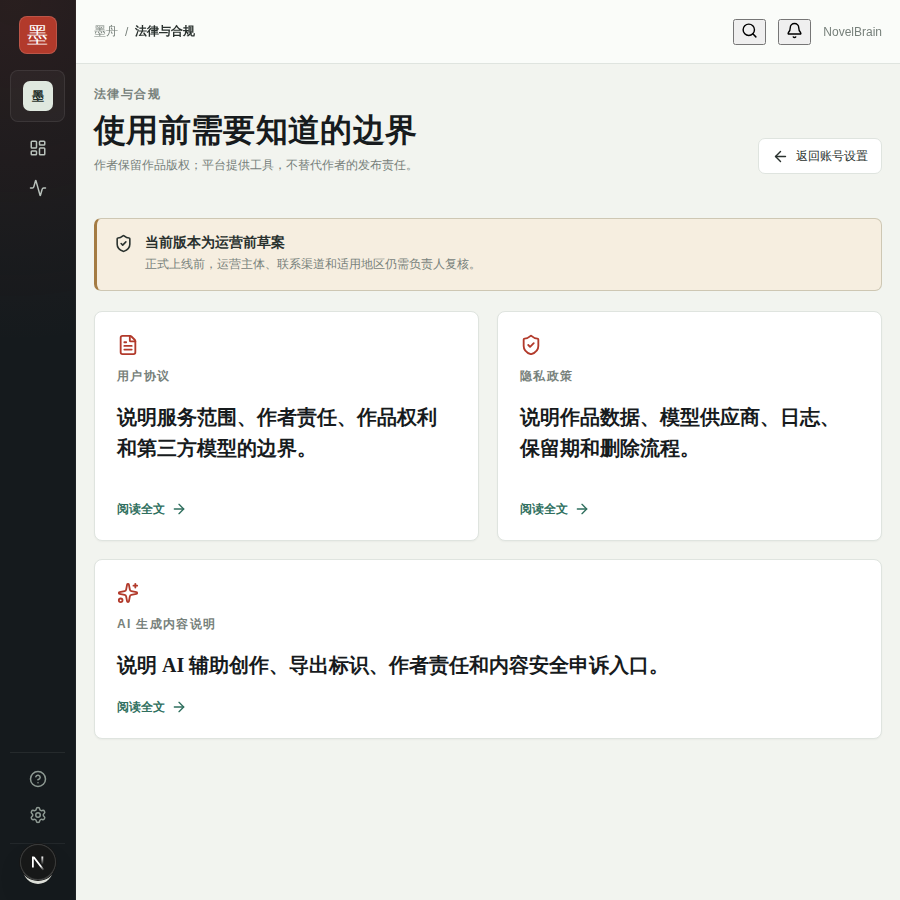 墨
墨舟 / 法律与合规
NovelBrain
墨
法律与合规
使用前需要知道的边界
作者保留作品版权；平台提供工具，不替代作者的发布责任。
返回账号设置
当前版本为运营前草案
正式上线前，运营主体、联系渠道和适用地区仍需负责人复核。
用户协议
说明服务范围、作者责任、作品权利
和第三方模型的边界。
阅读全文
隐私政策
说明作品数据、模型供应商、日志、
保留期和删除流程。
阅读全文
AI 生成内容说明
说明 AI 辅助创作、导出标识、作者责任和内容安全申诉入口。
阅读全文
N